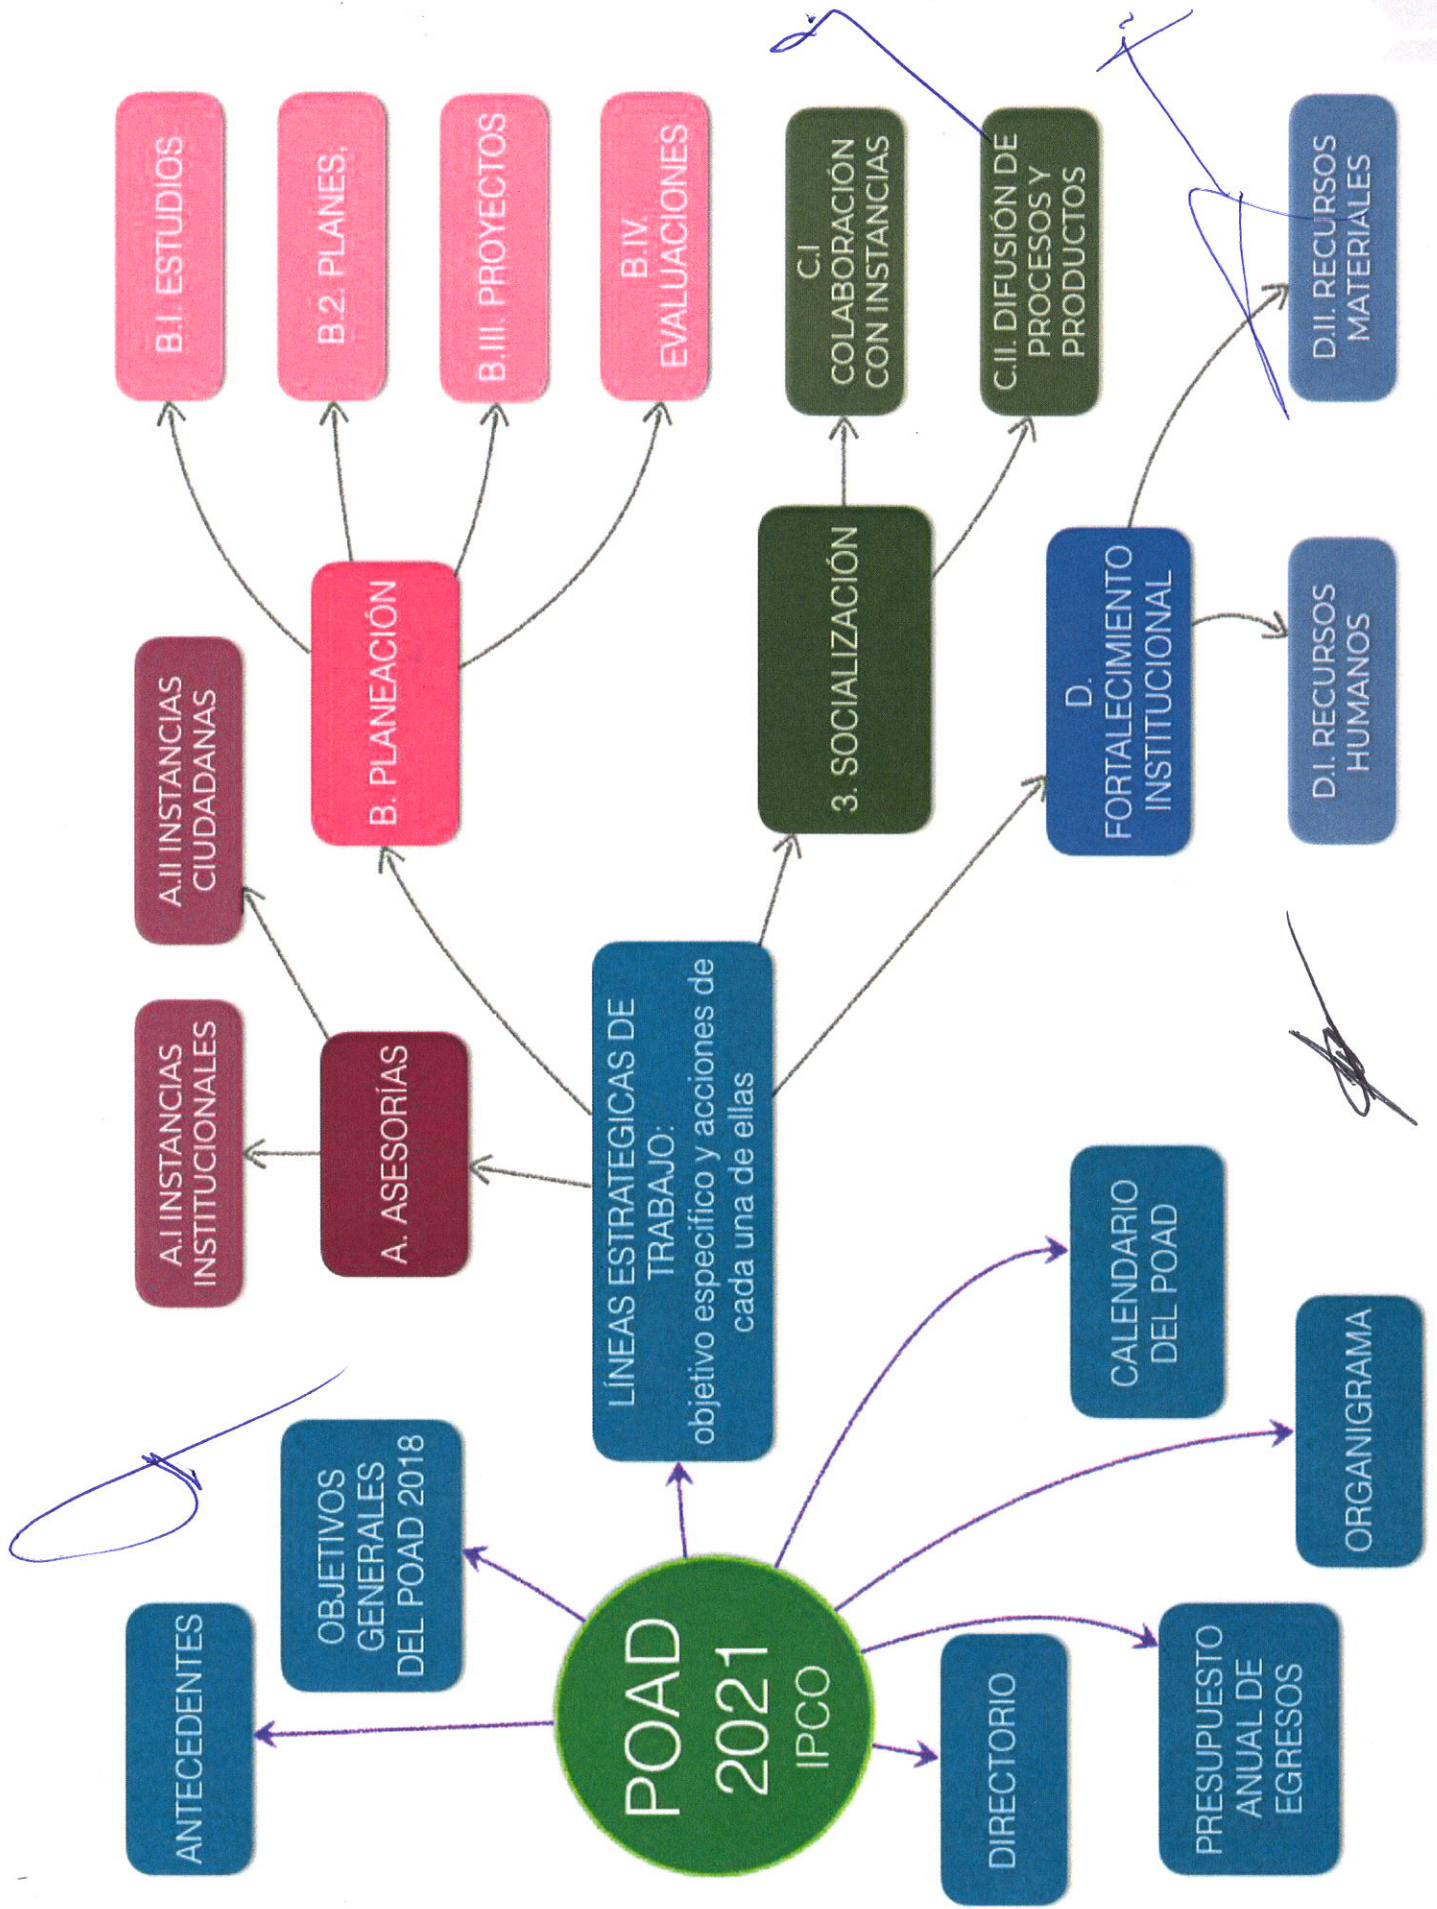 POAD
2021
IPCO
ANTECEDENTES
OBJETIVOS
GENERALES
DEL POAD 2018
LÍNEAS ESTRATEGICAS DE
TRABAJO:
objetivo especifico y acciones de
cada una de ellas
A. ASESORÍAS
A.I INSTANCIAS
INSTITUCIONALES
A.II INSTANCIAS
CIUDADANAS
B. PLANEACIÓN
B.I. ESTUDIOS
B.2. PLANES,
B.III. PROYECTOS
B.IV.
EVALUACIONES
3. SOCIALIZACIÓN
C.I
COLABORACIÓN
CON INSTANCIAS
C.II. DIFUSIÓN DE
PROCESOS Y
PRODUCTOS
D.
FORTALECIMIENTO
INSTITUCIONAL
D.I. RECURSOS
HUMANOS
D.II. RECURSOS
MATERIALES
CALENDARIO
DEL POAD
ORGANIGRAMA
PRESUPUESTO
ANUAL DE
EGRESOS
DIRECTORIO